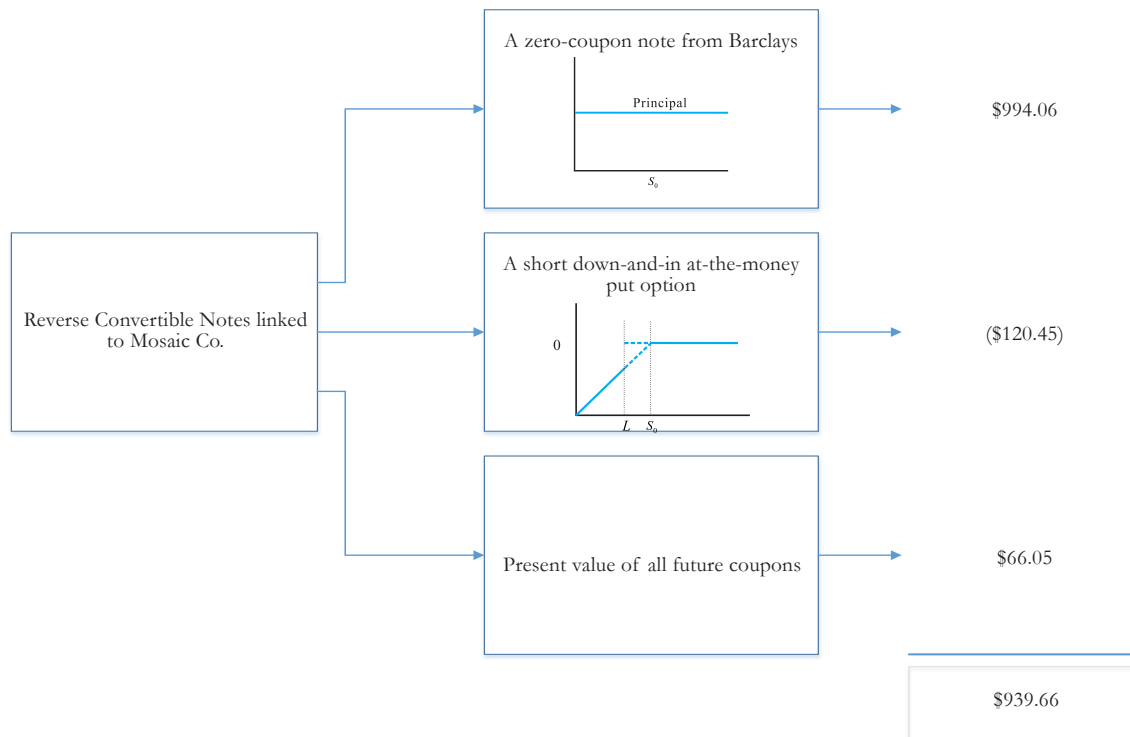 A zero-coupon note from Barclays
Principal
S₀
$994.06
Reverse Convertible Notes linked
to Mosaic Co.
A short down-and-in at-the-money
put option
0
L S₀
($120.45)
Present value of all future coupons
$66.05
$939.66